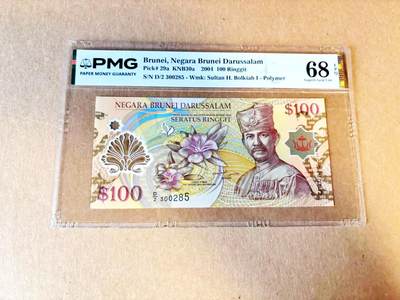 PMG
PAPER MONEY GUARANTY
Brunei, Negara Brunei Darussalam
Pick# 29a KNB30a 2004 100 Ringgit
S/N D/2 300285 - Wmk: Sultan H. Bolkiah I - Polymer
68
NEGARA BRUNEI DARUSSALAM
SERATUS RINGGIT
$100
$100
D/2 300285